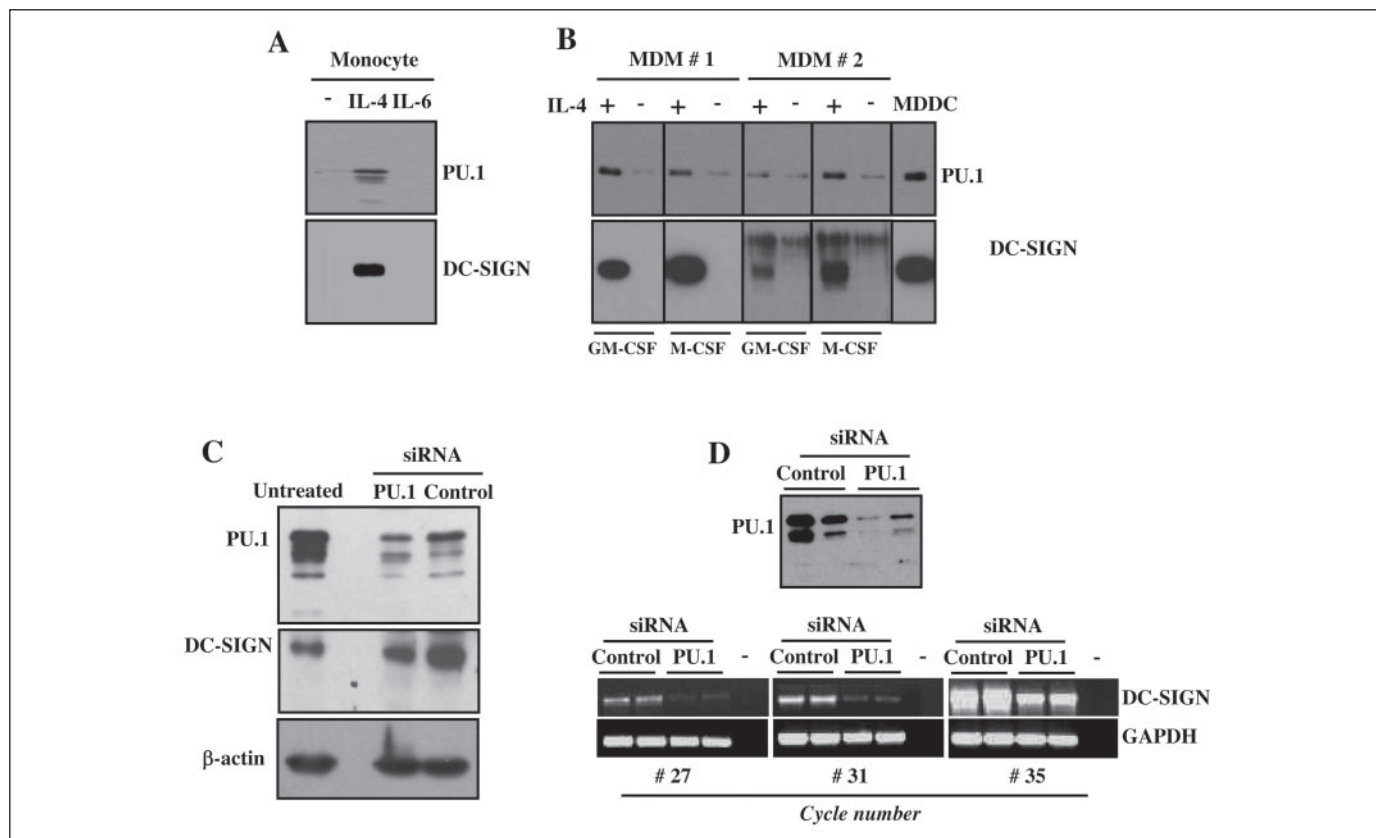 A
Monocyte
- IL-4 IL-6
PU.1
DC-SIGN
B
MDM # 1 MDM # 2
IL-4 + - + - + - + - MDDC
PU.1
DC-SIGN
GM-CSF M-CSF GM-CSF M-CSF
C
siRNA
Untreated PU.1 Control
PU.1
DC-SIGN
β-actin
D
siRNA
Control PU.1
PU.1
siRNA siRNA siRNA
Control PU.1 - Control PU.1 - Control PU.1 -
DC-SIGN
GAPDH
# 27 # 31 # 35
Cycle number